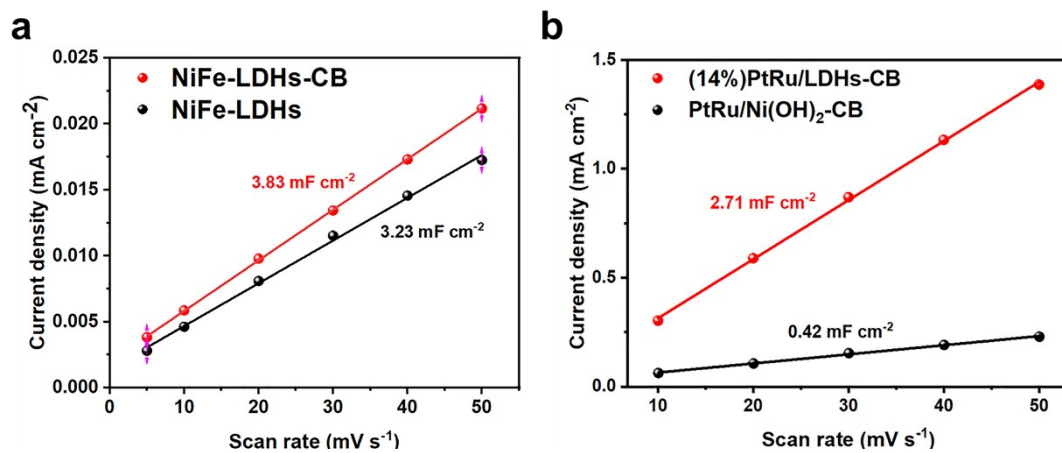 a
NiFe-LDHs-CB
NiFe-LDHs
3.83 mF cm⁻²
3.23 mF cm⁻²
Current density (mA cm⁻²)
0.025
0.020
0.015
0.010
0.005
0.000
0 10 20 30 40 50
Scan rate (mV s⁻¹)
b
(14%)PtRu/LDHs-CB
PtRu/Ni(OH)₂-CB
2.71 mF cm⁻²
0.42 mF cm⁻²
Current density (mA cm⁻²)
1.5
1.0
0.5
0.0
10 20 30 40 50
Scan rate (mV s⁻¹)